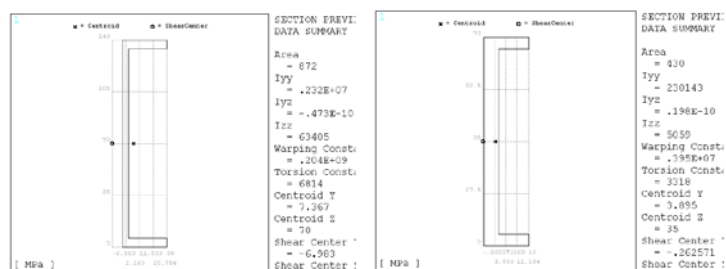 1
× = Centroid o = ShearCenter
SECTION PREVI
DATA SUMMARY
Area
= 872
Iyy
= .232E+07
Iyz
= -.473E-10
Izz
= 63405
Warping Consta
= .204E+09
Torsion Consta
= 6814
Centroid Y
= 7.367
Centroid Z
= 70
Shear Center
= -6.983
Shear Center
140
105
70
35
0
[ MPa ]
1
× = Centroid o = ShearCenter
SECTION PREVI
DATA SUMMARY
Area
= 430
Iyy
= 230143
Iyz
= .198E-10
Izz
= 5059
Warping Consta
= .395E+07
Torsion Consta
= 3318
Centroid Y
= 3.895
Centroid Z
= 35
Shear Center
= -.262571
Shear Center
70
52.5
35
17.5
0
[ MPa ]